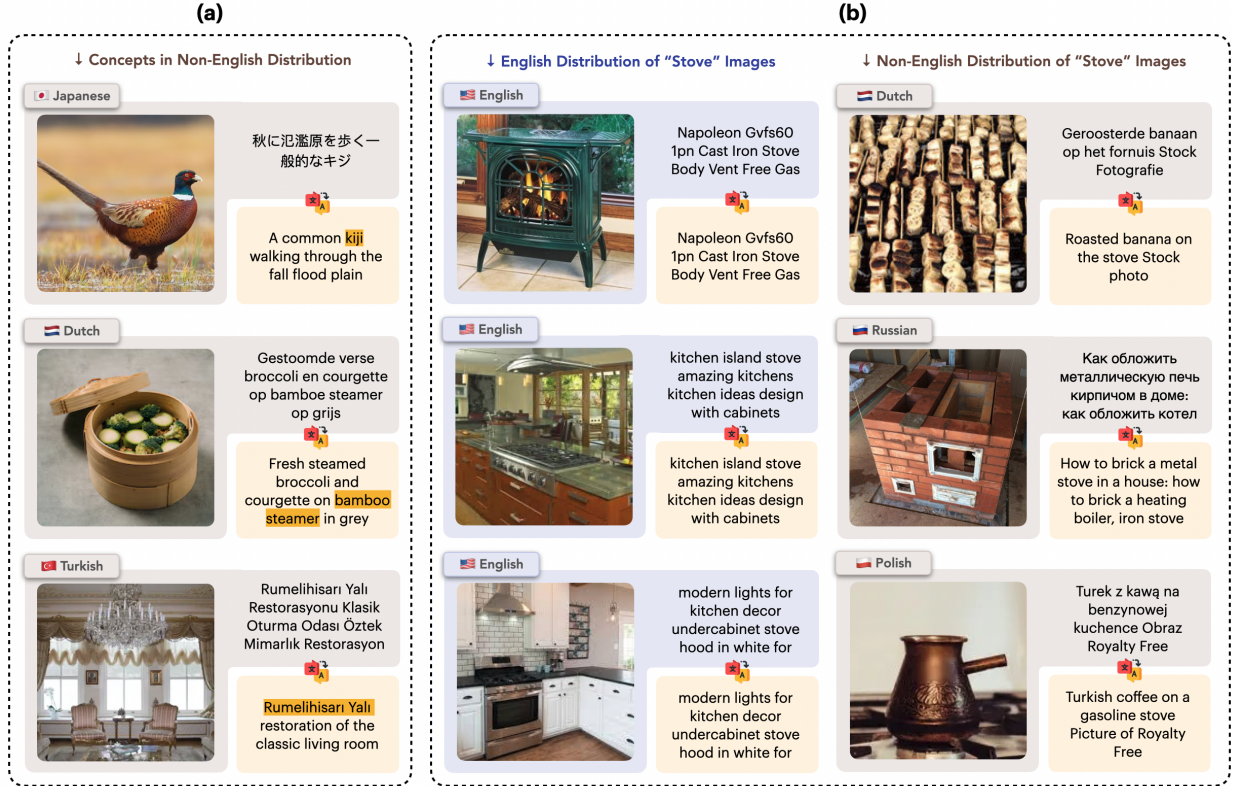 (a)
↓ Concepts in Non-English Distribution
Japanese
秋に氾濫原を歩く一
般的なキジ
A common kiji
walking through the
fall flood plain
Dutch
Gestoomde verse
broccoli en courgette
op bamboe steamer
op grijs
Fresh steamed
broccoli and
courgette on bamboo
steamer in grey
Turkish
Rumelihisarı Yalı
Restorasyonu Klasik
Oturma Odası Öztek
Mimarlık Restorasyon
Rumelihisarı Yalı
restoration of the
classic living room
(b)
↓ English Distribution of “Stove” Images
English
Napoleon Gvfs60
1pn Cast Iron Stove
Body Vent Free Gas
Napoleon Gvfs60
1pn Cast Iron Stove
Body Vent Free Gas
English
kitchen island stove
amazing kitchens
kitchen ideas design
with cabinets
kitchen island stove
amazing kitchens
kitchen ideas design
with cabinets
English
modern lights for
kitchen decor
undercabinet stove
hood in white for
modern lights for
kitchen decor
undercabinet stove
hood in white for
↓ Non-English Distribution of “Stove” Images
Dutch
Geroosterde banaan
op het fornuis Stock
Fotografie
Roasted banana on
the stove Stock
photo
Russian
Как обложить
металлическую печь
кирпичом в доме:
как обложить котел
How to brick a metal
stove in a house: how
to brick a heating
boiler, iron stove
Polish
Turek z kawą na
benzynowej
kuchence Obraz
Royalty Free
Turkish coffee on a
gasoline stove
Picture of Royalty
Free